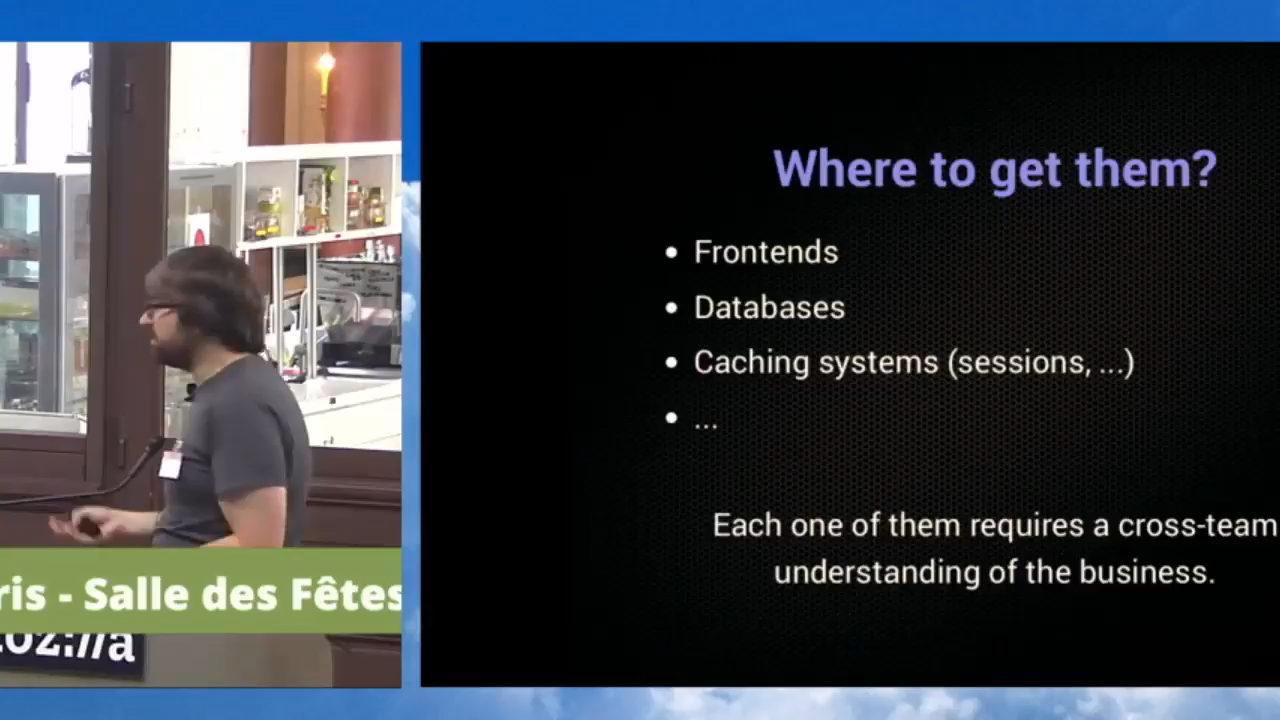 Where to get them?
• Frontends
• Databases
• Caching systems (sessions, ...)
• ...
Each one of them requires a cross-team
understanding of the business.
ris - Salle des Fêtes
oz://a